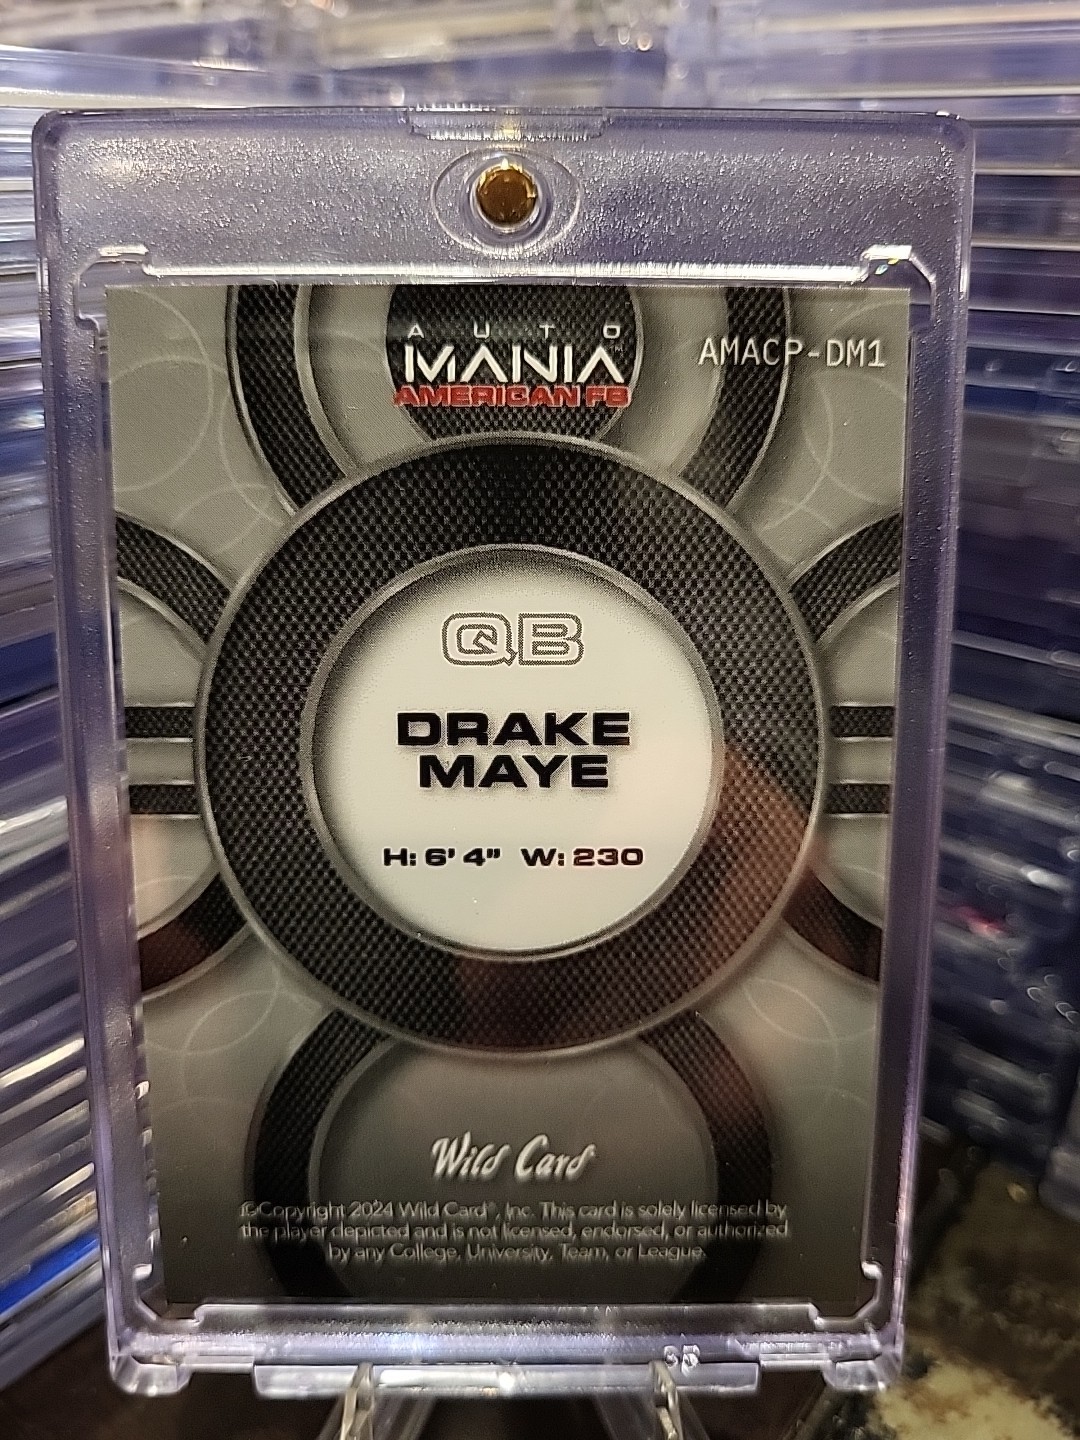 AUTO
MANIA™
AMERICAN FB
AMACP-DM1
QB
DRAKE
MAYE
H: 6' 4" W: 230
Wild Card
©Copyright 2024 Wild Card®, Inc. This card is solely licensed by
the player depicted and is not licensed, endorsed, or authorized
by any College, University, Team, or League.
35